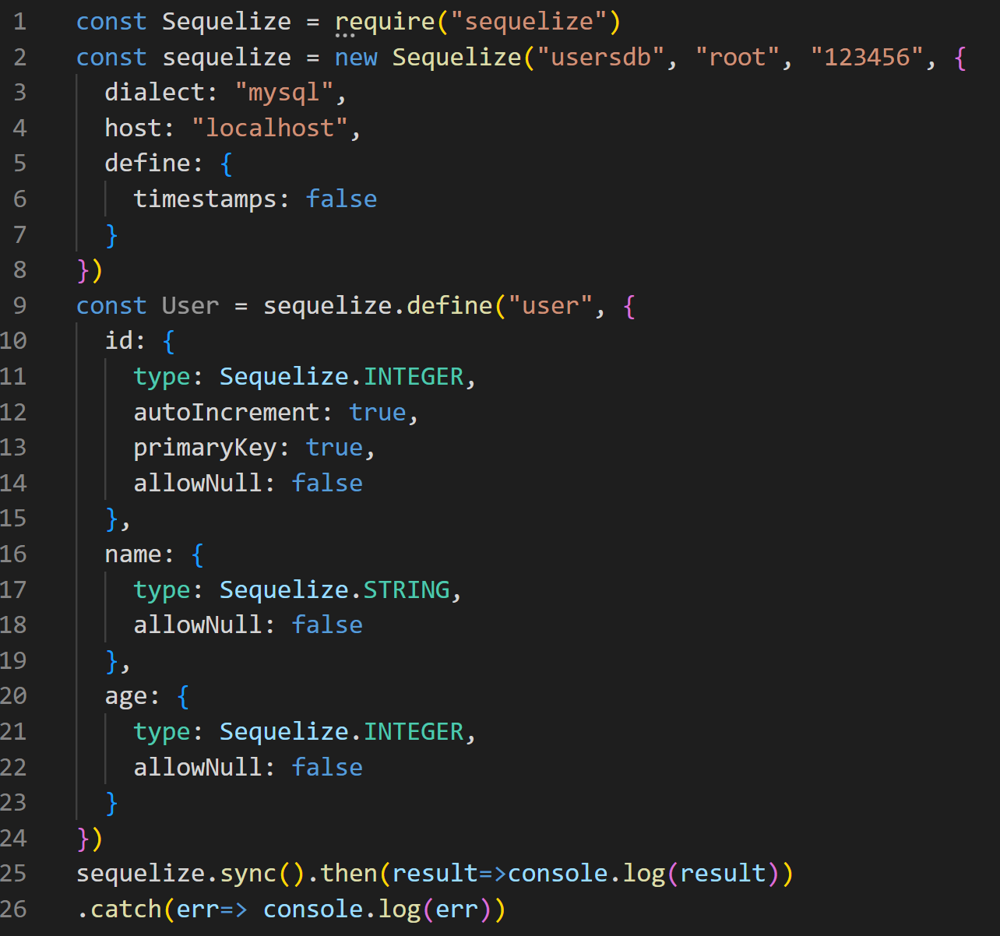 1 const Sequelize = require("sequelize")
2 const sequelize = new Sequelize("usersdb", "root", "123456", {
3   dialect: "mysql",
4   host: "localhost",
5   define: {
6     timestamps: false
7   }
8 })
9 const User = sequelize.define("user", {
10   id: {
11     type: Sequelize.INTEGER,
12     autoIncrement: true,
13     primaryKey: true,
14     allowNull: false
15   },
16   name: {
17     type: Sequelize.STRING,
18     allowNull: false
19   },
20   age: {
21     type: Sequelize.INTEGER,
22     allowNull: false
23   }
24 })
25 sequelize.sync().then(result=>console.log(result))
26 .catch(err=> console.log(err))